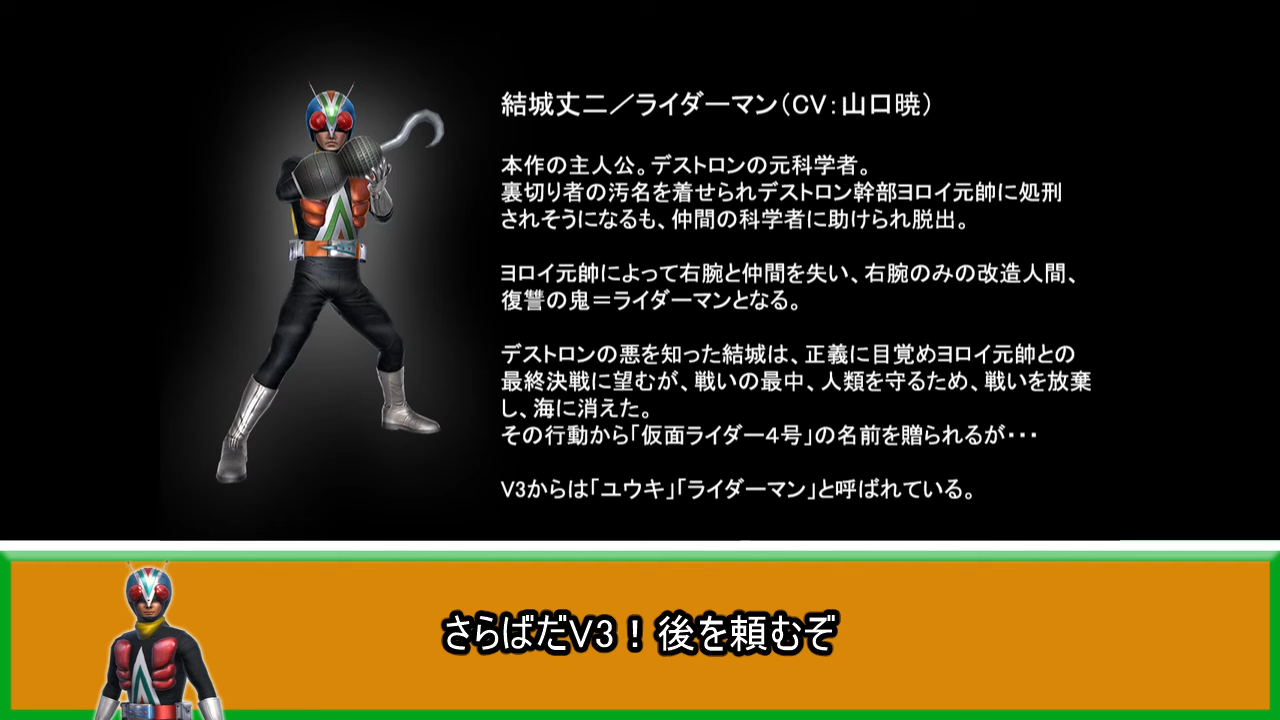 結城丈二／ライダーマン（CV：山口暁）
本作の主人公。デストロンの元科学者。
裏切り者の汚名を着せられデストロン幹部ヨロイ元帥に処刑
されそうになるも、仲間の科学者に助けられ脱出。
ヨロイ元帥によって右腕と仲間を失い、右腕のみの改造人間、
復讐の鬼＝ライダーマンとなる。
デストロンの悪を知った結城は、正義に目覚めヨロイ元帥との
最終決戦に望むが、戦いの最中、人類を守るため、戦いを放棄
し、海に消えた。
その行動から「仮面ライダー４号」の名前を贈られるが・・・
V3からは「ユウキ」「ライダーマン」と呼ばれている。
さらばだV3！後を頼むぞ